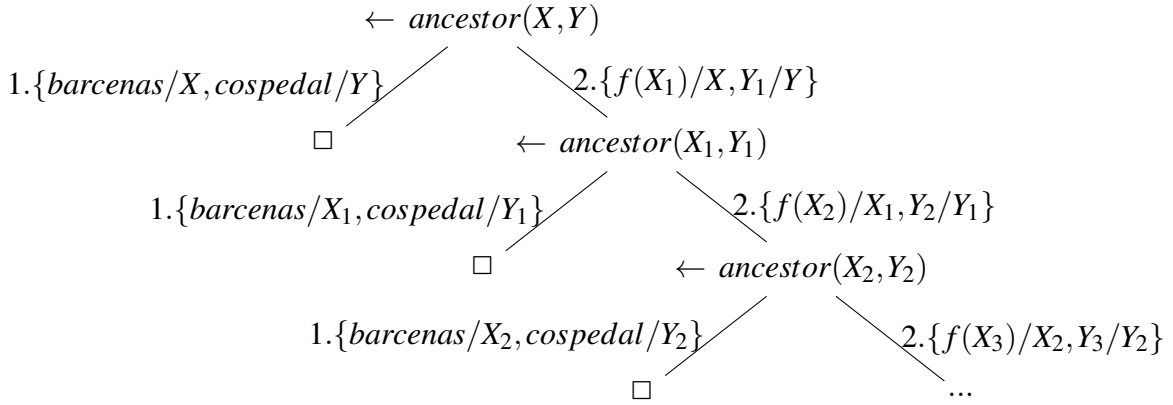 ← ancestor(X,Y)
1.{barcenas/X,cospedal/Y} 2.{f(X₁)/X,Y₁/Y}
□ ← ancestor(X₁,Y₁)
1.{barcenas/X₁,cospedal/Y₁} 2.{f(X₂)/X₁,Y₂/Y₁}
□ ← ancestor(X₂,Y₂)
1.{barcenas/X₂,cospedal/Y₂} 2.{f(X₃)/X₂,Y₃/Y₂}
□ ...